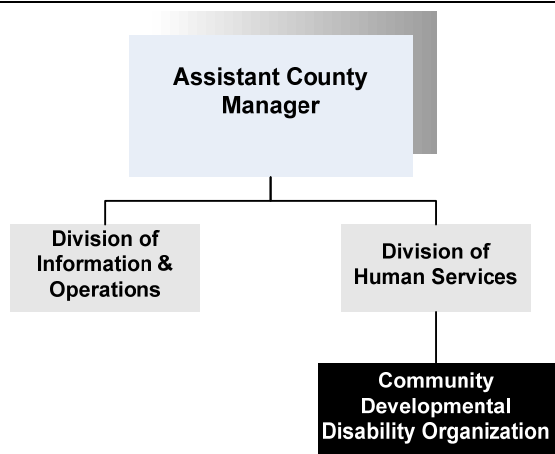 Assistant County
Manager
Division of
Information &
Operations
Division of
Human Services
Community
Developmental
Disability Organization